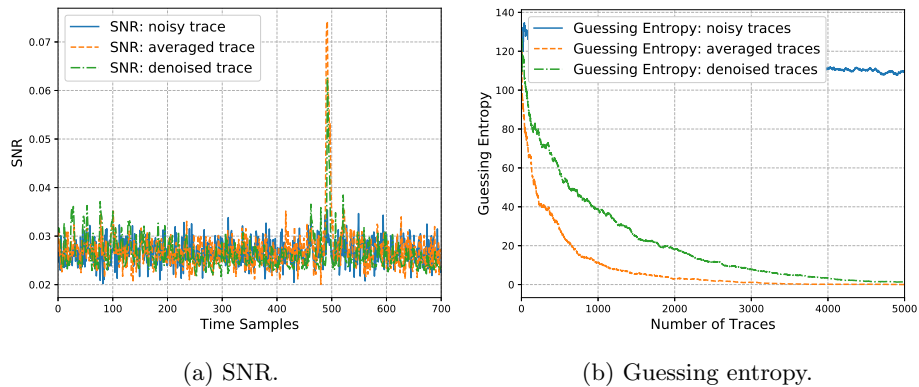 SNR: noisy trace
SNR: averaged trace
SNR: denoised trace
0.07
0.06
0.05
0.04
0.03
0.02
SNR
0 100 200 300 400 500 600 700
Time Samples
(a) SNR.
Guessing Entropy: noisy traces
Guessing Entropy: averaged traces
Guessing Entropy: denoised traces
140
120
100
80
60
40
20
0
Guessing Entropy
0 1000 2000 3000 4000 5000
Number of Traces
(b) Guessing entropy.